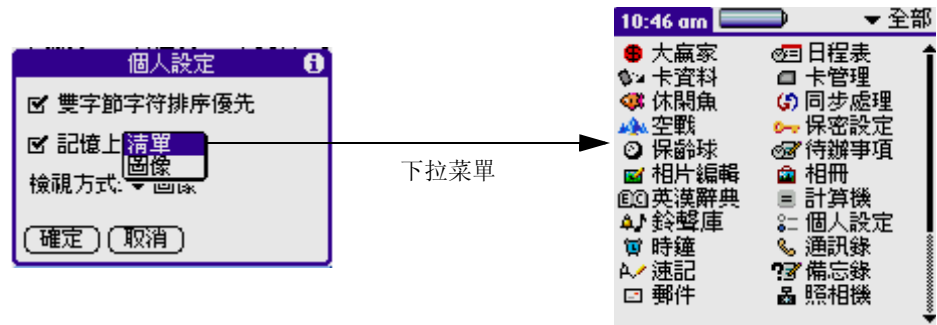 個人設定
雙字節字符排序優先
記憶上
清單
圖像
檢視方式: 圖像
確定 取消
下拉菜單
10:46 am 全部
大贏家 日程表
卡資料 卡管理
休閑魚 同步處理
空戰 保密設定
保齡球 待辦事項
相片編輯 相冊
英漢辭典 計算機
鈴聲庫 個人設定
時鐘 通訊錄
速記 備忘錄
郵件 照相機